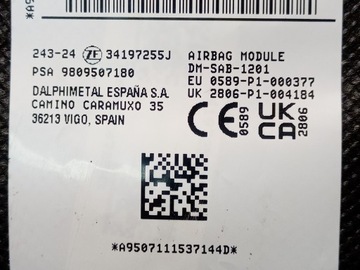 243-24 ZF 34197255J
PSA 9809507180
DALPHIMETAL ESPAÑA S.A.
CAMINO CARAMUXO 35
36213 VIGO, SPAIN
AIRBAG MODULE
DM-SAB-1201
EU 0589-P1-000377
UK 2806-P1-004184
CE 0589
UK CA 2806
*A9507111537144D*